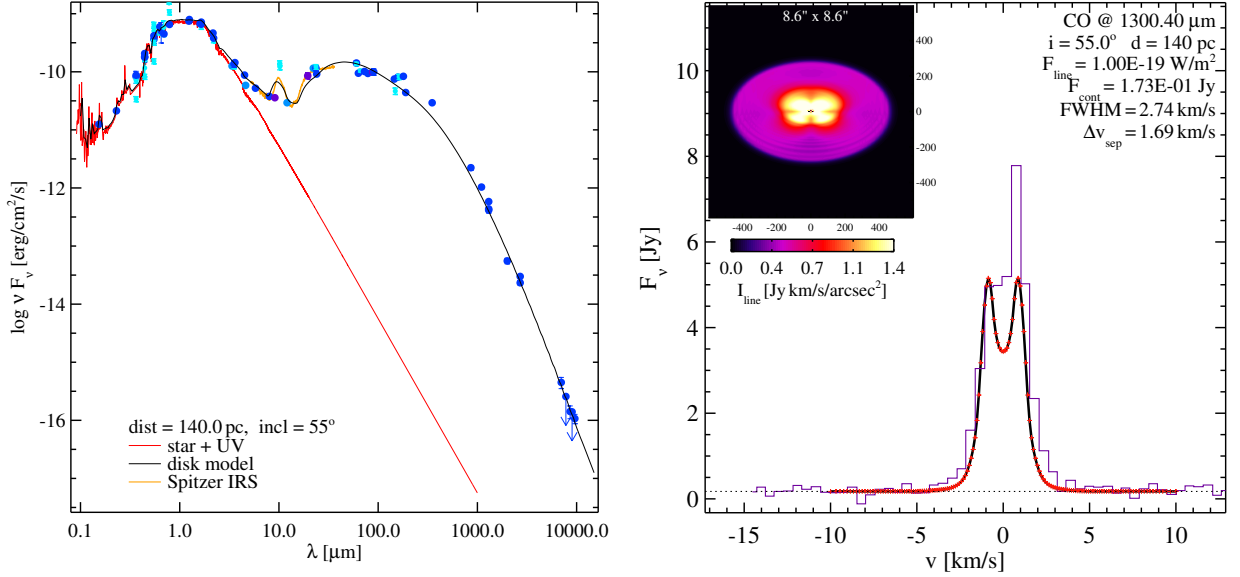 -10
-12
-14
-16
log ν Fν [erg/cm²/s]
dist = 140.0 pc, incl = 55°
star + UV
disk model
Spitzer IRS
0.1 1.0 10.0 100.0 1000.0 10000.0
λ [μm]
8.6" x 8.6"
400
200
0
-200
-400
-400 -200 0 200 400
0.0 0.4 0.7 1.1 1.4
I_line [Jy km/s/arcsec²]
CO @ 1300.40 μm
i = 55.0° d = 140 pc
F_line = 1.00E-19 W/m²
F_cont = 1.73E-01 Jy
FWHM = 2.74 km/s
Δv_sep = 1.69 km/s
10
8
6
4
2
0
Fν [Jy]
-15 -10 -5 0 5 10
v [km/s]